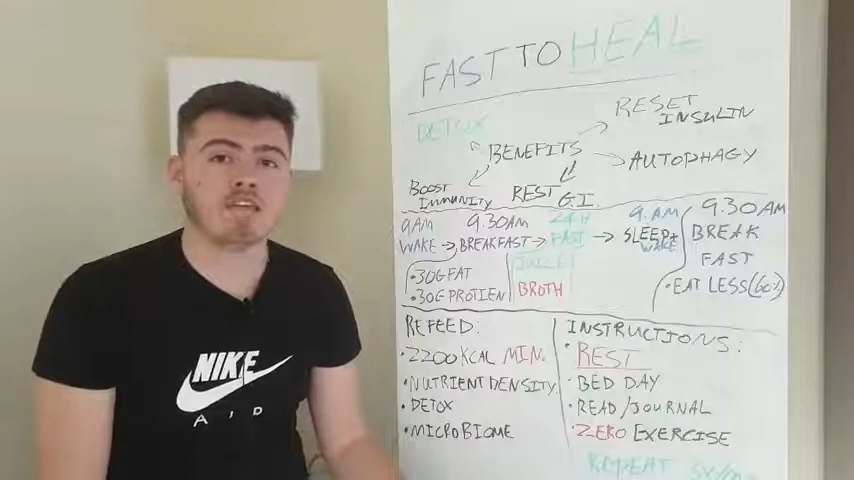 FAST TO HEAL
DETOX
BENEFITS
RESET
INSULIN
AUTOPHAGY
BOOST
IMMUNITY
REST G.I.
9AM
WAKE → BREAKFAST → FAST → SLEEP+
WAKE
9.30AM
24H
9.AM
9.30AM
BREAK
FAST
• EAT LESS (60%)
• 30G FAT
• 30G PROTIEN
JUICE/
BROTH
REFEED:
• 2200KCAL MIN.
• NUTRIENT DENSITY.
• DETOX
• MICROBIOME
INSTRUCTIONS:
• REST
• BED DAY
• READ/JOURNAL
• ZERO EXERCISE
REPEAT
NIKE
AIR